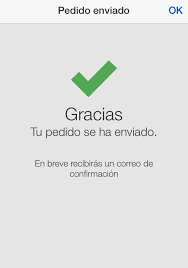 Pedido enviado OK
Gracias
Tu pedido se ha enviado.
En breve recibirás un correo de
confirmación